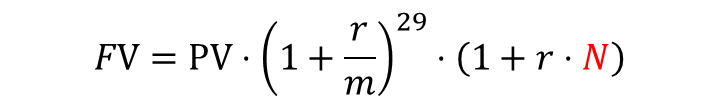 FV = PV · (1 + r/m)^29 · (1 + r · N)